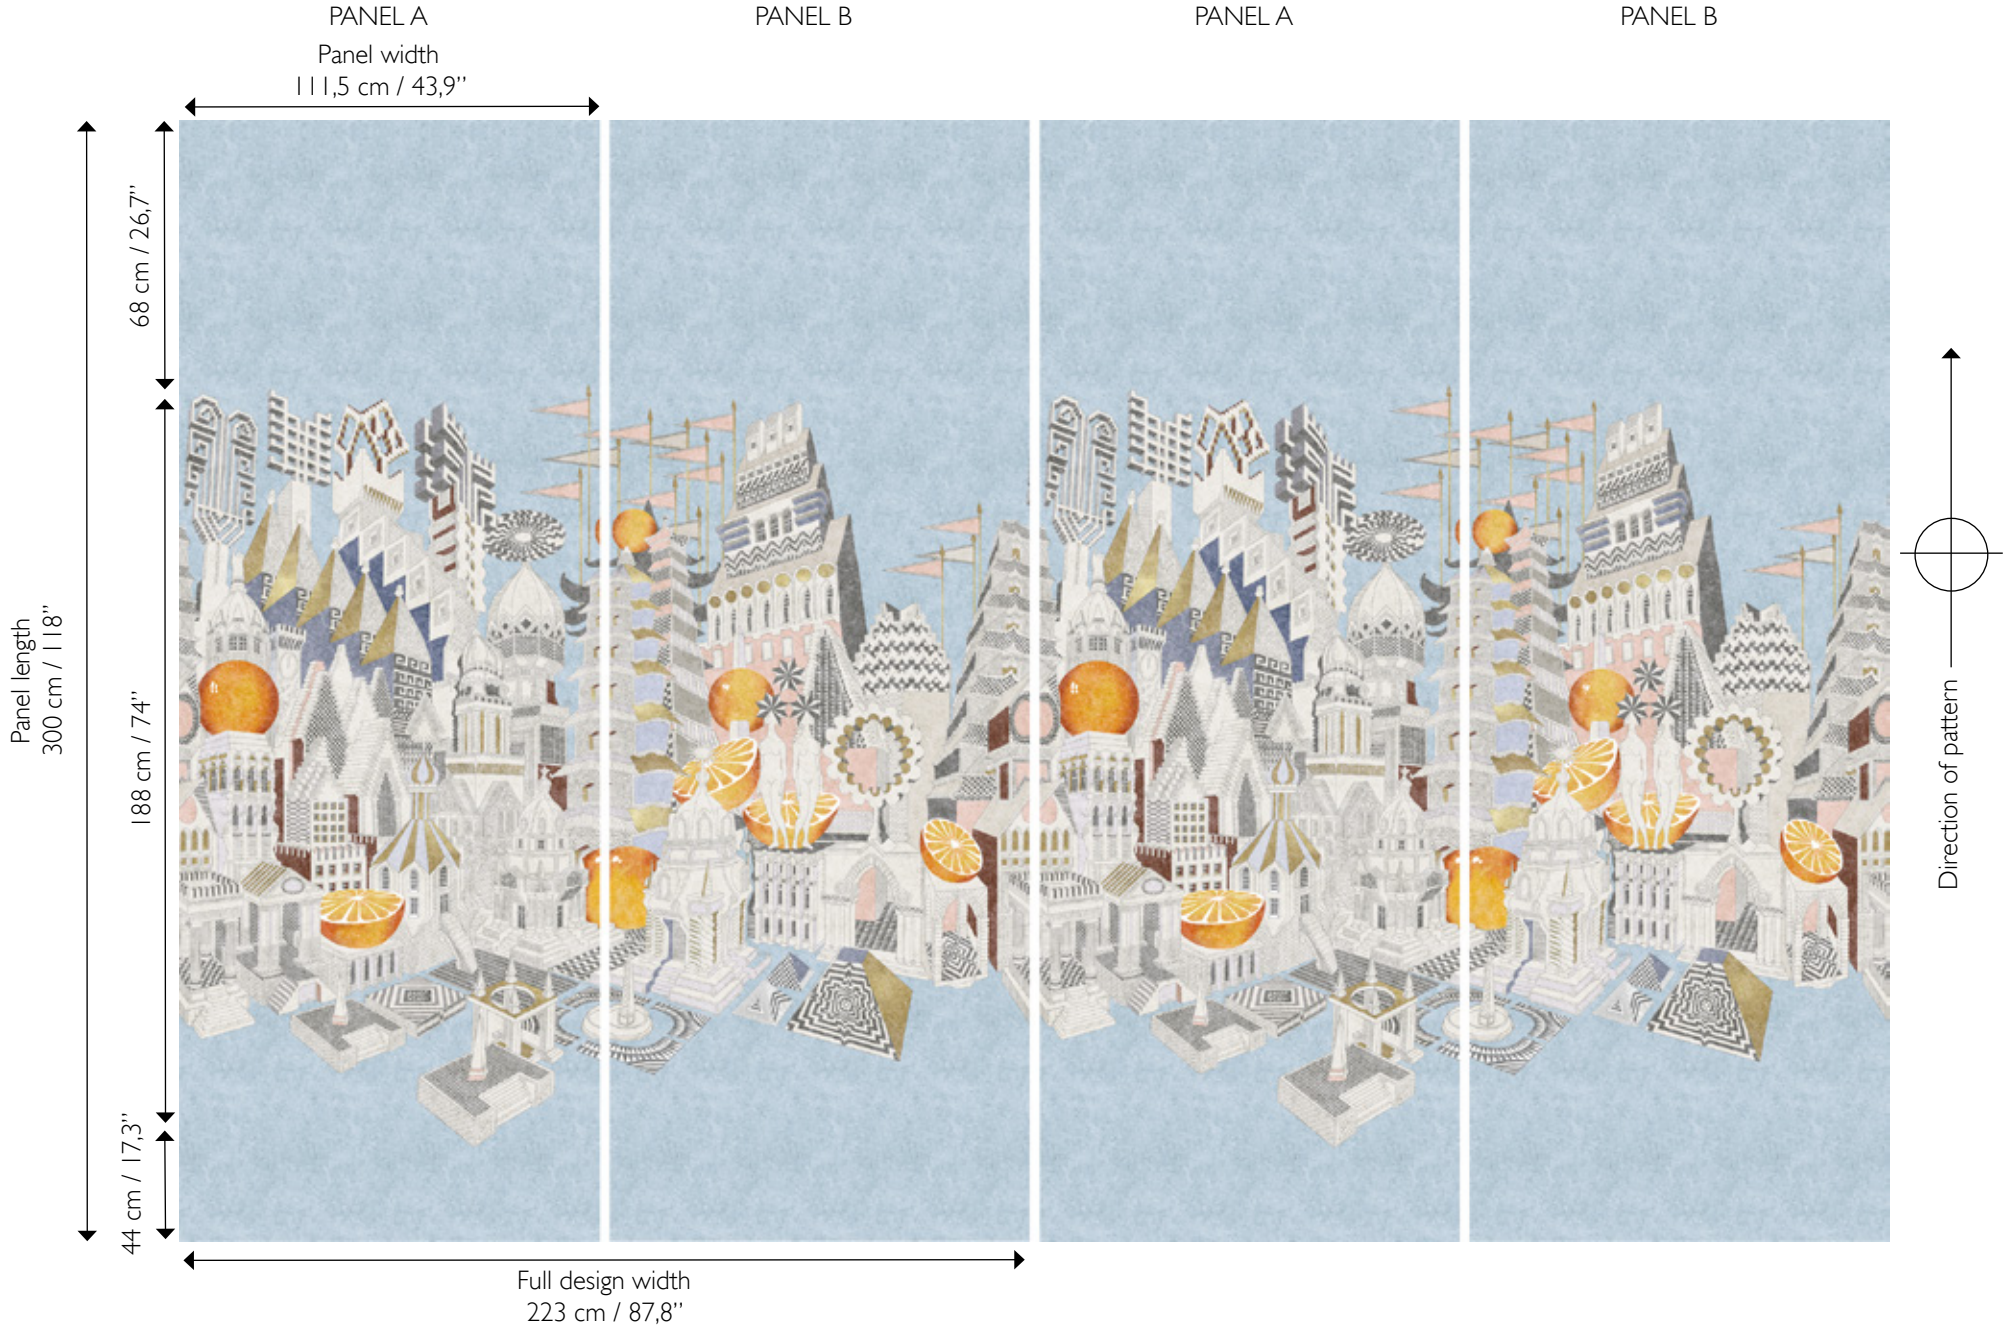 PANEL A
PANEL B
PANEL A
PANEL B
Panel width
111,5 cm / 43,9’’
Panel length
300 cm / 118’’
68 cm / 26,7’’
188 cm / 74’’
44 cm / 17,3’’
Direction of pattern
Full design width
223 cm / 87,8’’